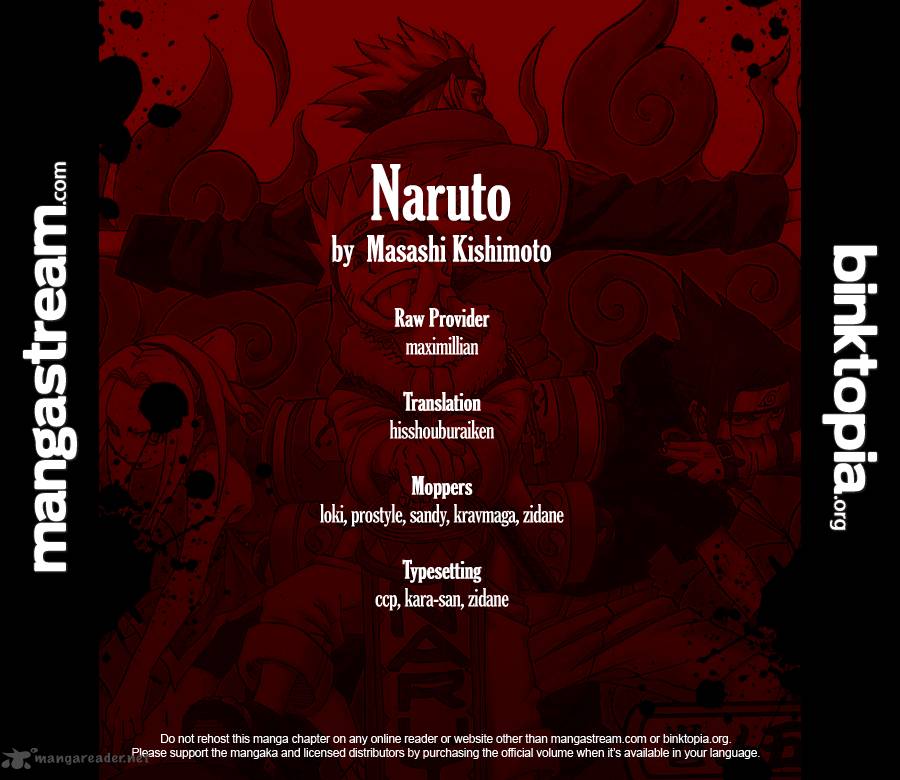 mangastream.com
Naruto
by Masashi Kishimoto
Raw Provider
maximillian
Translation
hisshouburaiken
Moppers
loki, prostyle, sandy, kravmaga, zidane
Typesetting
ccp, kara-san, zidane
binktopia.org
NARU
Do not rehost this manga chapter on any online reader or website other than mangastream.com or binktopia.org.
Please support the mangaka and licensed distributors by purchasing the official volume when it's available in your language.
mangareader.net